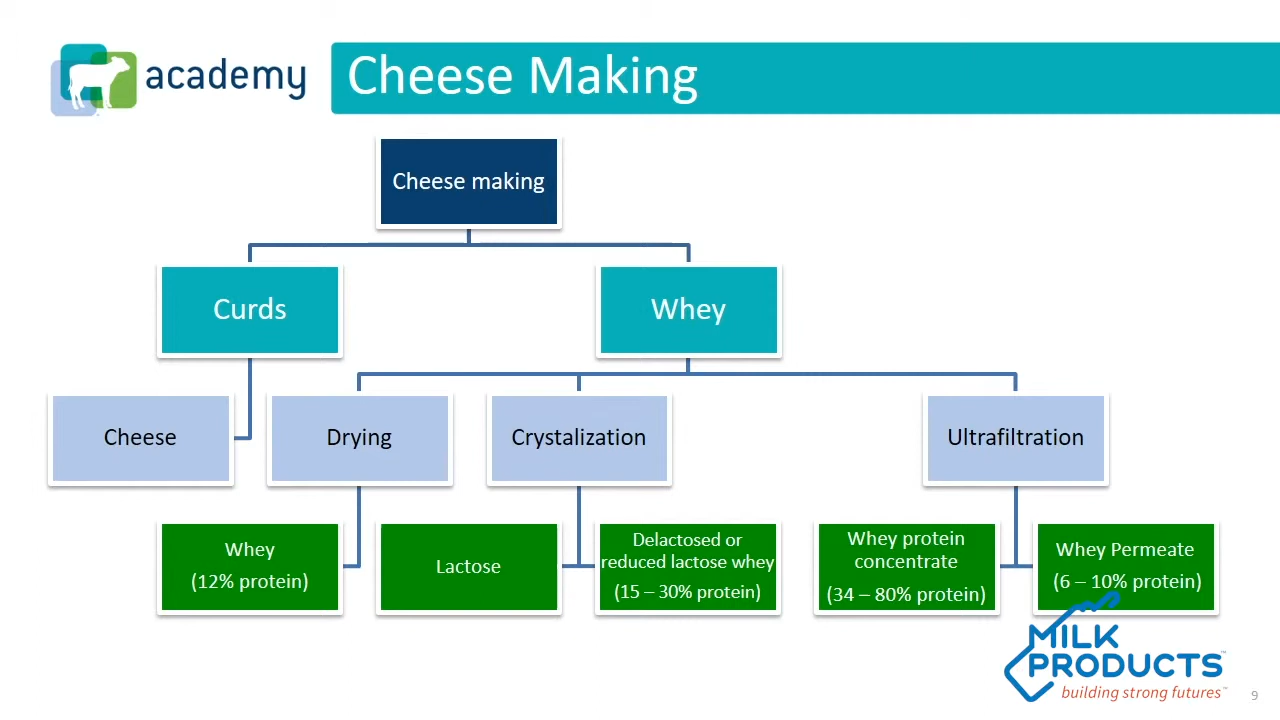 academy
Cheese Making
Cheese making
Curds
Whey
Cheese
Drying
Crystalization
Ultrafiltration
Whey
(12% protein)
Lactose
Delactosed or
reduced lactose whey
(15 – 30% protein)
Whey protein
concentrate
(34 – 80% protein)
Whey Permeate
(6 – 10% protein)
MILK
PRODUCTS™
building strong futures™
9